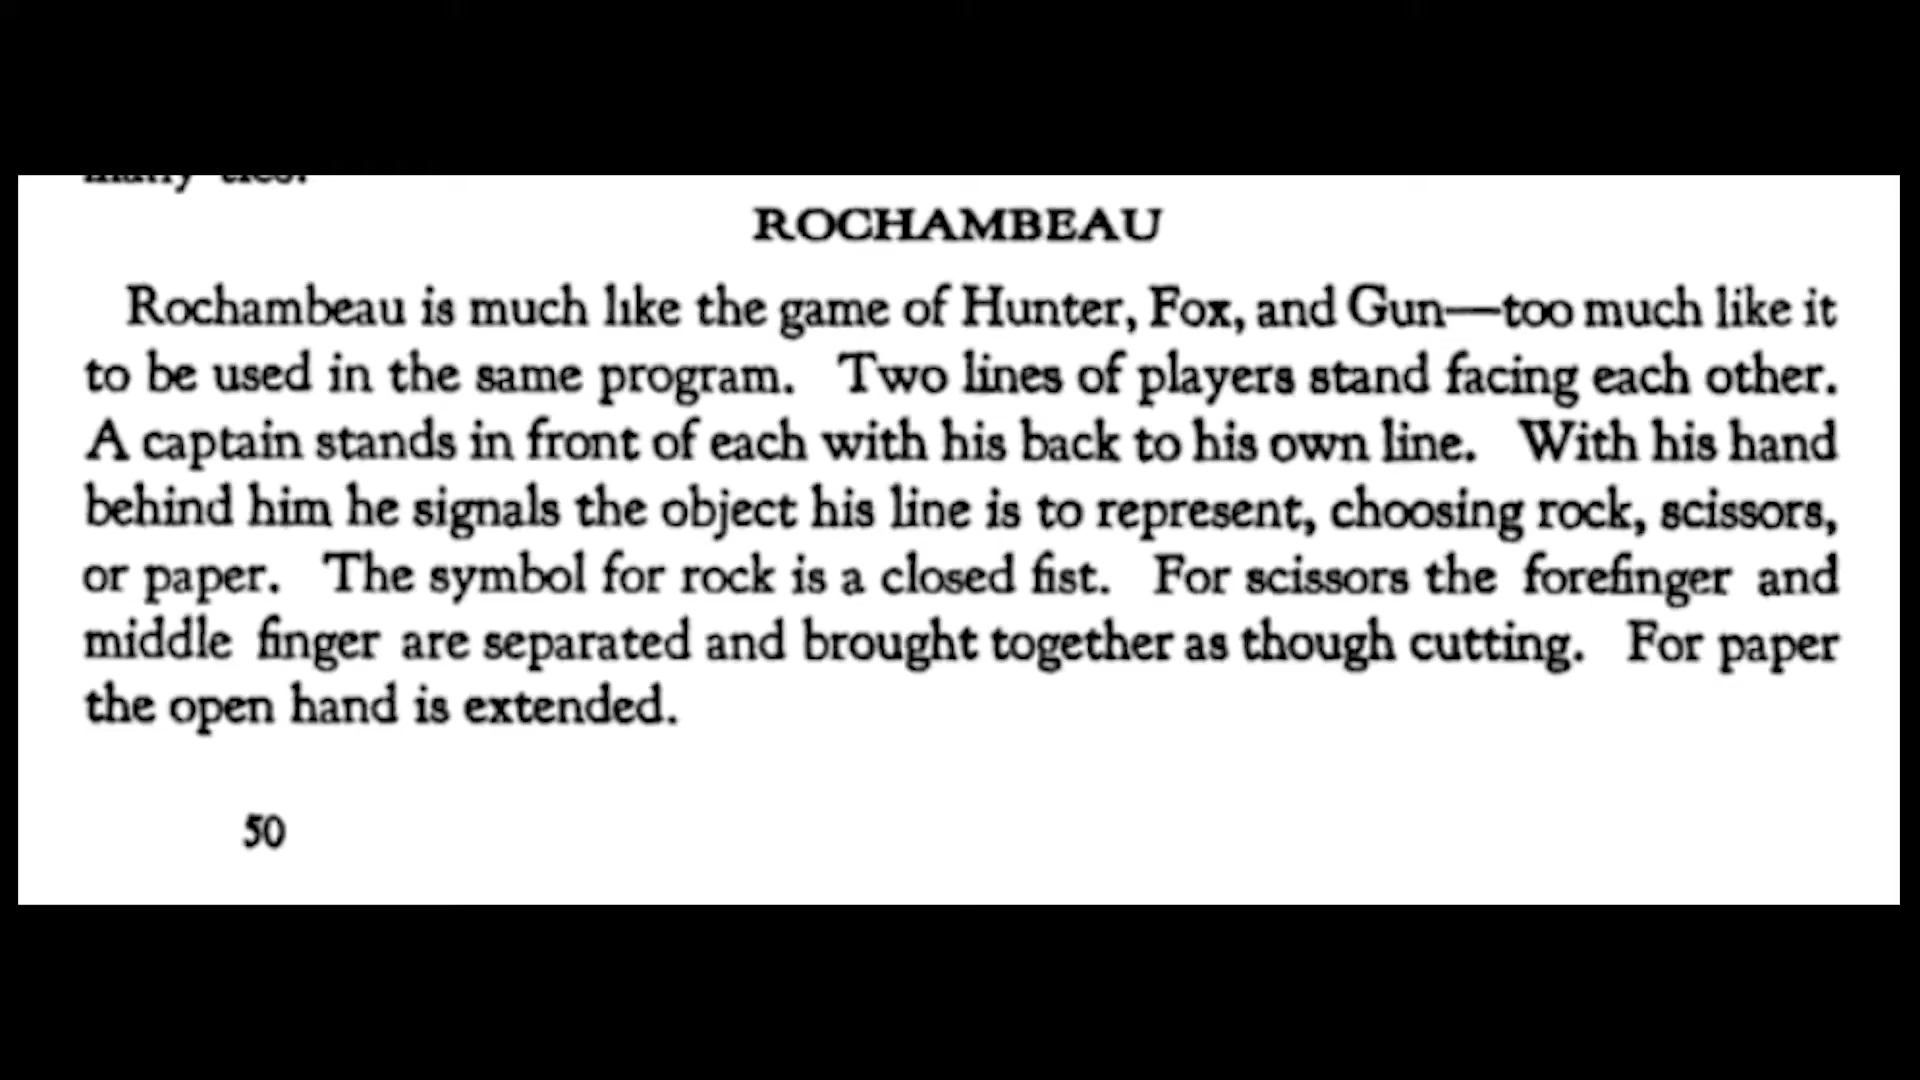 ROCHAMBEAU
Rochambeau is much like the game of Hunter, Fox, and Gun—too much like it
to be used in the same program. Two lines of players stand facing each other.
A captain stands in front of each with his back to his own line. With his hand
behind him he signals the object his line is to represent, choosing rock, scissors,
or paper. The symbol for rock is a closed fist. For scissors the forefinger and
middle finger are separated and brought together as though cutting. For paper
the open hand is extended.
50